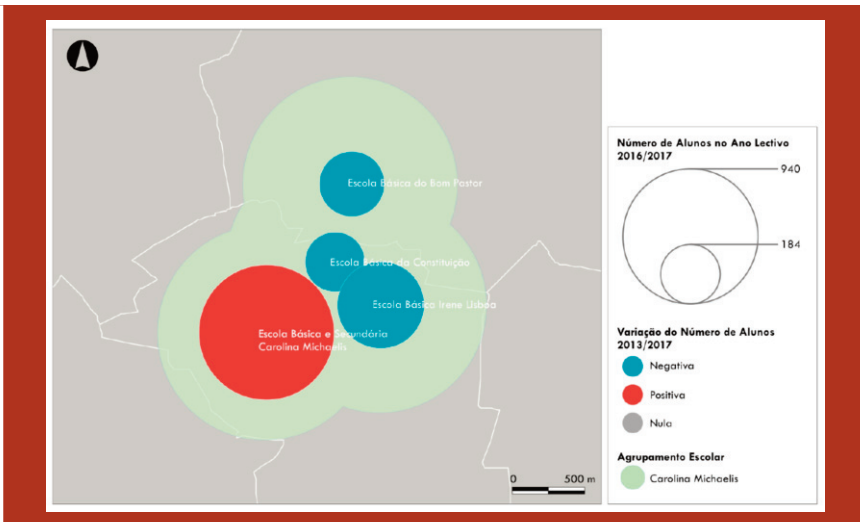 Escola Básica do Bom Pastor
Escola Básica da Constituição
Escola Básica Irene Lisboa
Escola Básica e Secundária
Carolina Michaelis
0 500 m
Número de Alunos no Ano Lectivo
2016/2017
940
184
Variação do Número de Alunos
2013/2017
Negativa
Positiva
Nula
Agrupamento Escolar
Carolina Michaelis